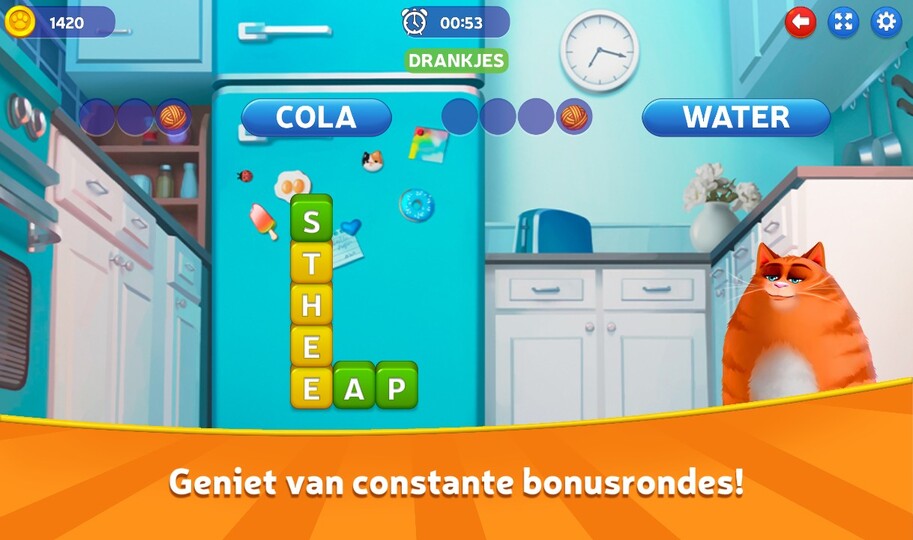 1420
00:53
DRANKJES
COLA
WATER
S
T
H
E
E A P
Geniet van constante bonusrondes!